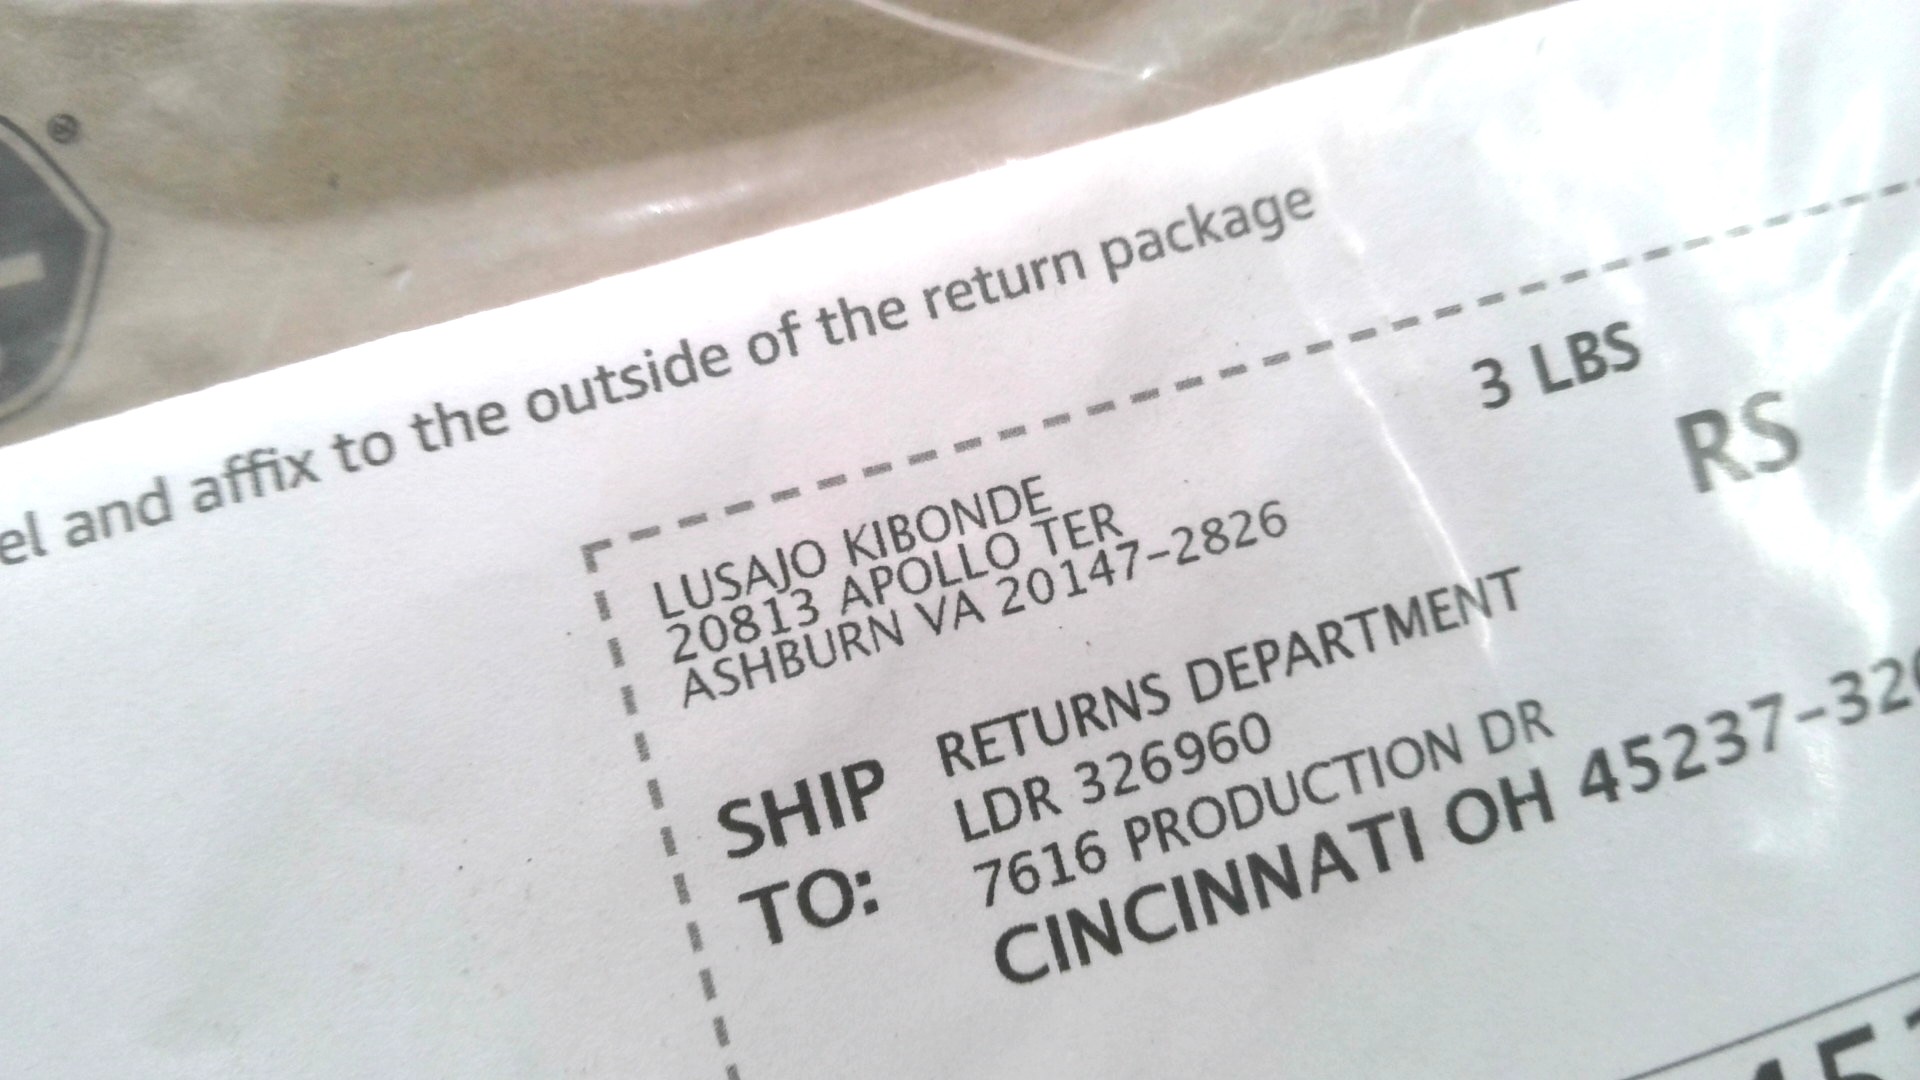 el and affix to the outside of the return package
3 LBS
RS
LUSAJO KIBONDE
20813 APOLLO TER
ASHBURN VA 20147-2826
SHIP TO:
RETURNS DEPARTMENT
LDR 326960
7616 PRODUCTION DR
CINCINNATI OH 45237-320